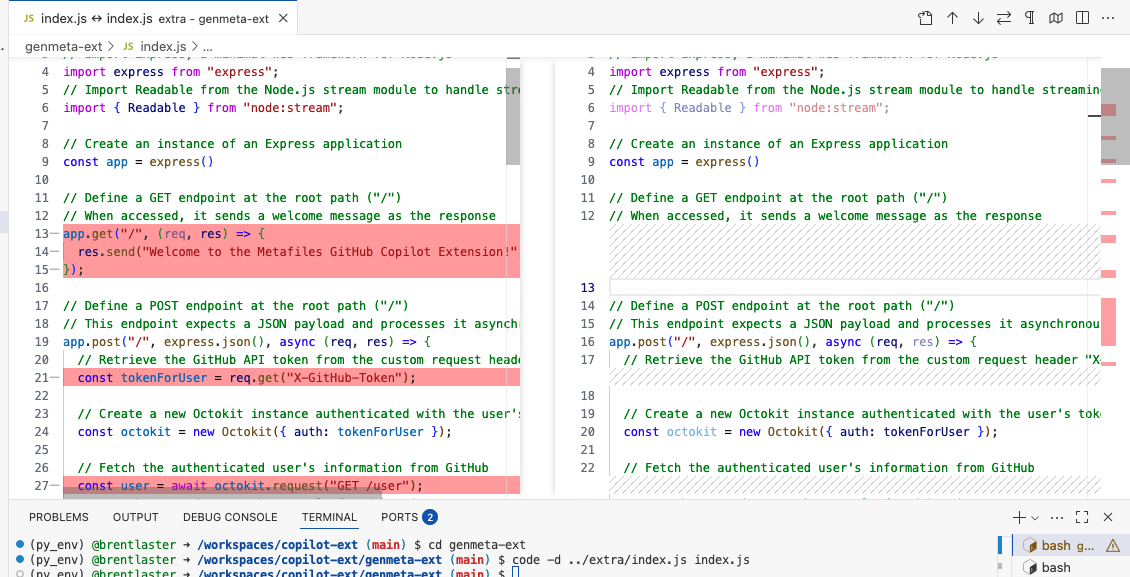 JS index.js ↔ index.js extra - genmeta-ext ×
genmeta-ext > JS index.js > ...
4 import express from "express";
5 // Import Readable from the Node.js stream module to handle stre
6 import { Readable } from "node:stream";
7
8 // Create an instance of an Express application
9 const app = express()
10
11 // Define a GET endpoint at the root path ("/")
12 // When accessed, it sends a welcome message as the response
13— app.get("/", (req, res) => {
14— res.send("Welcome to the Metafiles GitHub Copilot Extension!"
15— });
16
17 // Define a POST endpoint at the root path ("/")
18 // This endpoint expects a JSON payload and processes it asynchr
19 app.post("/", express.json(), async (req, res) => {
20 // Retrieve the GitHub API token from the custom request heade
21— const tokenForUser = req.get("X-GitHub-Token");
22
23 // Create a new Octokit instance authenticated with the user's
24 const octokit = new Octokit({ auth: tokenForUser });
25
26 // Fetch the authenticated user's information from GitHub
27— const user = await octokit.request("GET /user");
4 import express from "express";
5 // Import Readable from the Node.js stream module to handle streamin
6 import { Readable } from "node:stream";
7
8 // Create an instance of an Express application
9 const app = express()
10
11 // Define a GET endpoint at the root path ("/")
12 // When accessed, it sends a welcome message as the response
13
14 // Define a POST endpoint at the root path ("/")
15 // This endpoint expects a JSON payload and processes it asynchronou
16 app.post("/", express.json(), async (req, res) => {
17 // Retrieve the GitHub API token from the custom request header "X-
18
19 // Create a new Octokit instance authenticated with the user's toke
20 const octokit = new Octokit({ auth: tokenForUser });
21
22 // Fetch the authenticated user's information from GitHub
PROBLEMS OUTPUT DEBUG CONSOLE TERMINAL PORTS 2
(py_env) @brentlaster → /workspaces/copilot-ext (main) $ cd genmeta-ext
(py_env) @brentlaster → /workspaces/copilot-ext/genmeta-ext (main) $ code -d ../extra/index.js index.js
(py_env) @brentlaster → /workspaces/copilot-ext/genmeta-ext (main) $
bash g...
bash